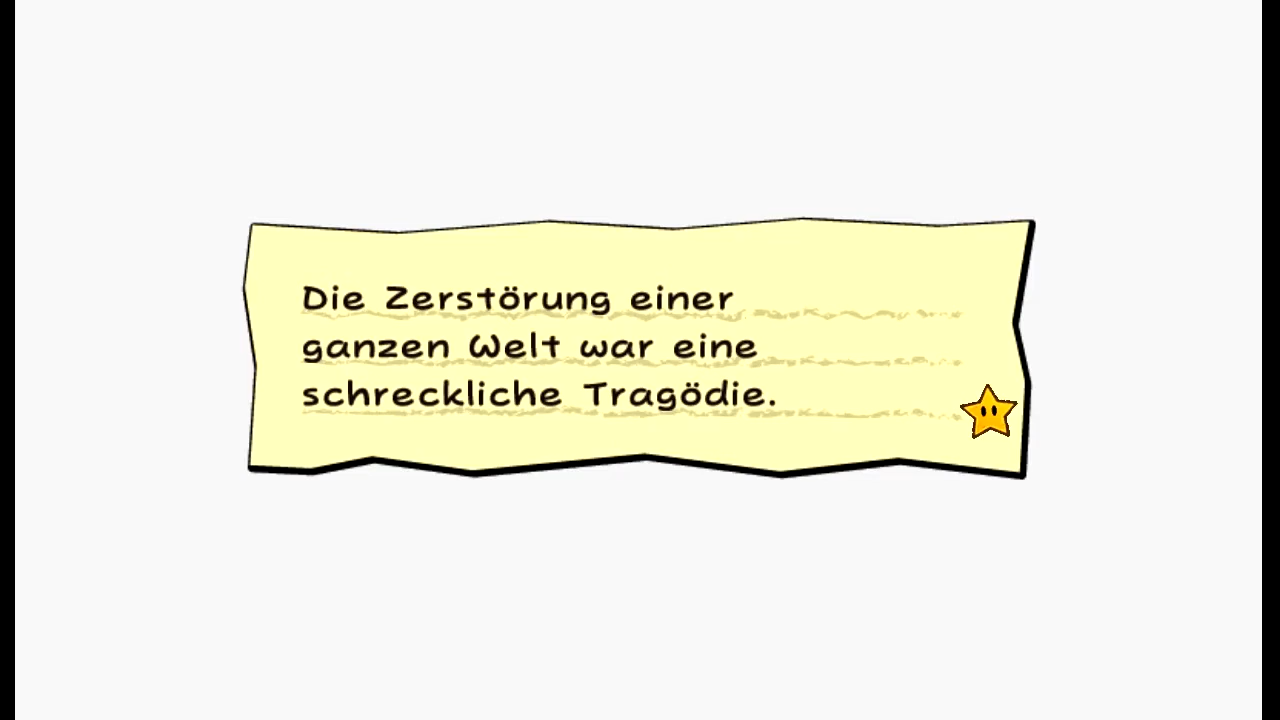 Die Zerstörung einer
ganzen Welt war eine
schreckliche Tragödie.